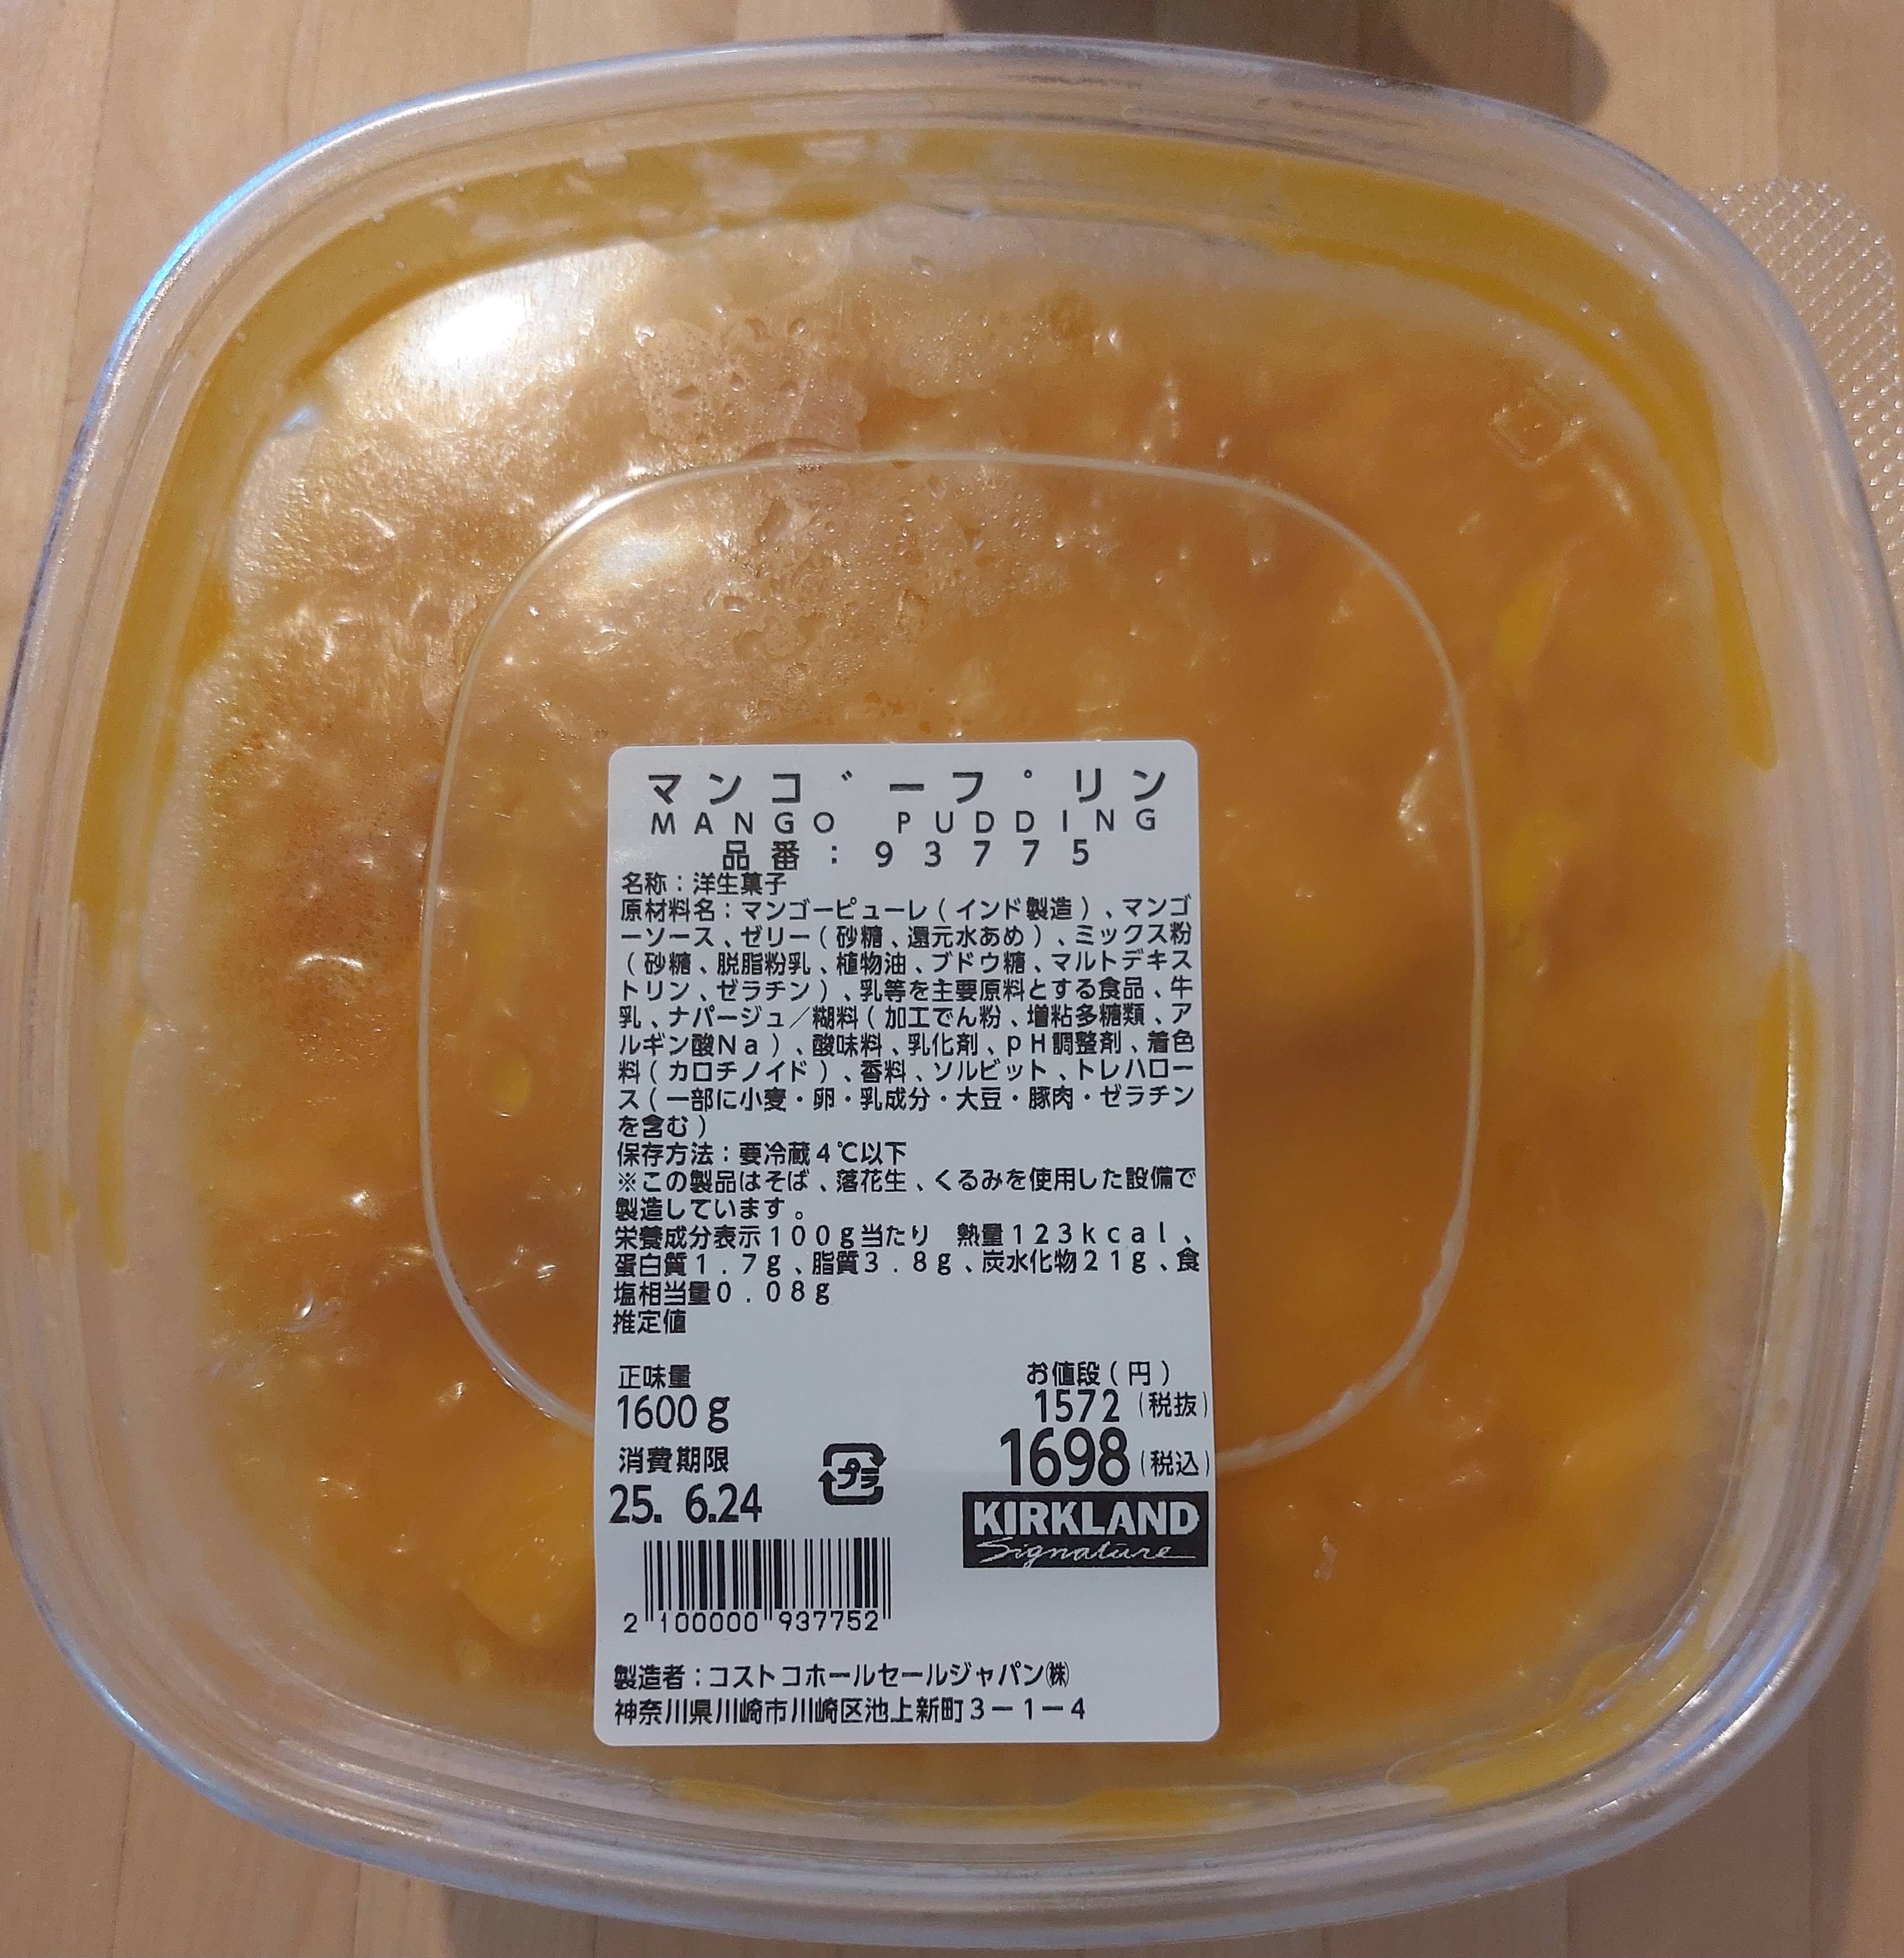 マンゴープリン
MANGO PUDDING
品番:93775
名称:洋生菓子
原材料名:マンゴーピューレ(インド製造)、マンゴ
ーソース、ゼリー(砂糖、還元水あめ)、ミックス粉
(砂糖、脱脂粉乳、植物油、ブドウ糖、マルトデキス
トリン、ゼラチン)、乳等を主要原料とする食品、牛
乳、ナパージュ/糊料(加工でん粉、増粘多糖類、ア
ルギン酸Na)、酸味料、乳化剤、pH調整剤、着色
料(カロチノイド)、香料、ソルビット、トレハロー
ス(一部に小麦・卵・乳成分・大豆・豚肉・ゼラチン
を含む)
保存方法:要冷蔵4℃以下
※この製品はそば、落花生、くるみを使用した設備で
製造しています。
栄養成分表示100g当たり 熱量123kcal、
蛋白質1.7g、脂質3.8g、炭水化物21g、食
塩相当量0.08g
推定値
正味量
1600g
お値段(円)
1572(税抜)
1698(税込)
消費期限
25. 6.24
プラ
KIRKLAND
Signature
2 100000 937752
製造者:コストコホールセールジャパン㈱
神奈川県川崎市川崎区池上新町3-1-4